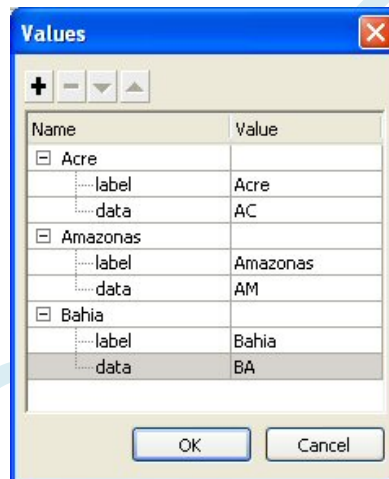 Values
Name Value
Acre
label Acre
data AC
Amazonas
label Amazonas
data AM
Bahia
label Bahia
data BA
OK Cancel